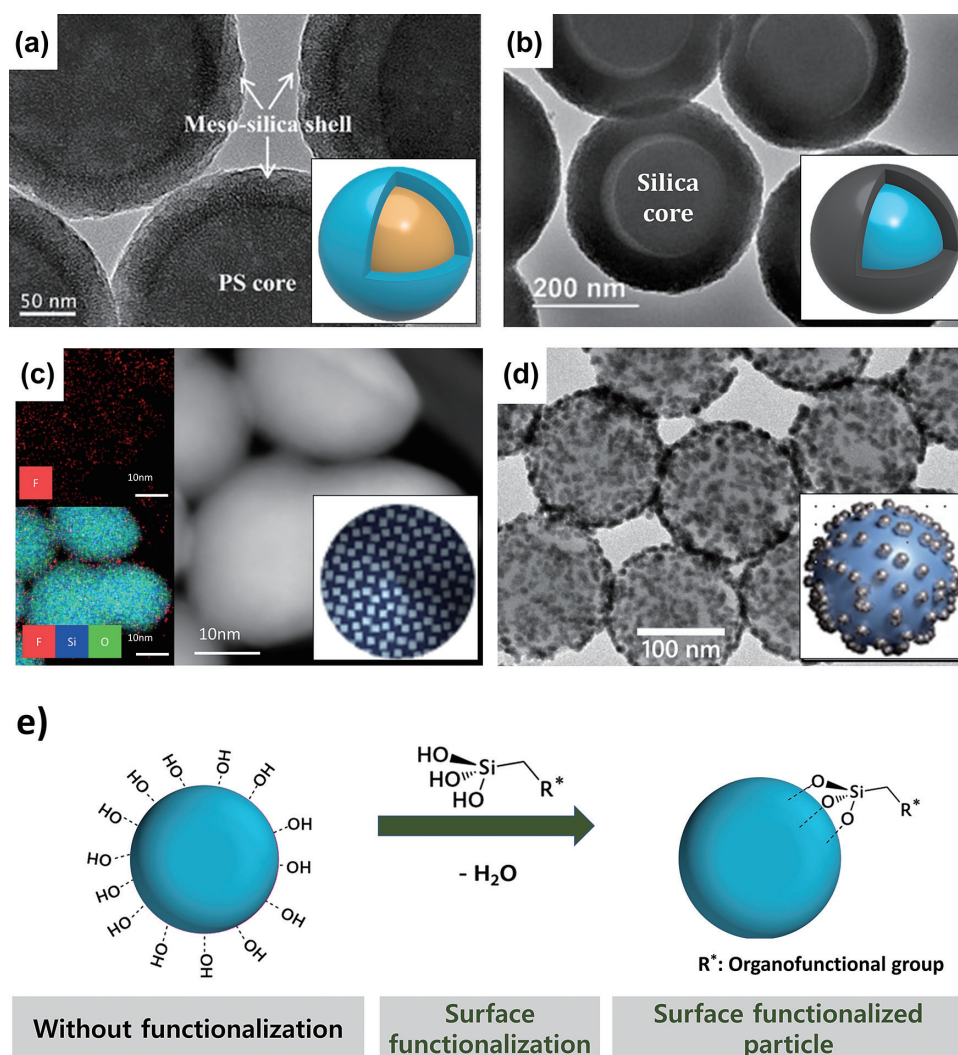 (a)
Meso-silica shell
PS core
50 nm
(b)
Silica
core
200 nm
(c)
F
10nm
F Si O
10nm
10nm
(d)
100 nm
e)
OH
HO
OH
HO
OH
HO
OH
HO
OH
HO
OH
HO
OH
HO
HO
Si
HO
HO
R*
- H₂O
O
Si
O
O
R*
R*: Organofunctional group
Without functionalization
Surface
functionalization
Surface functionalized
particle